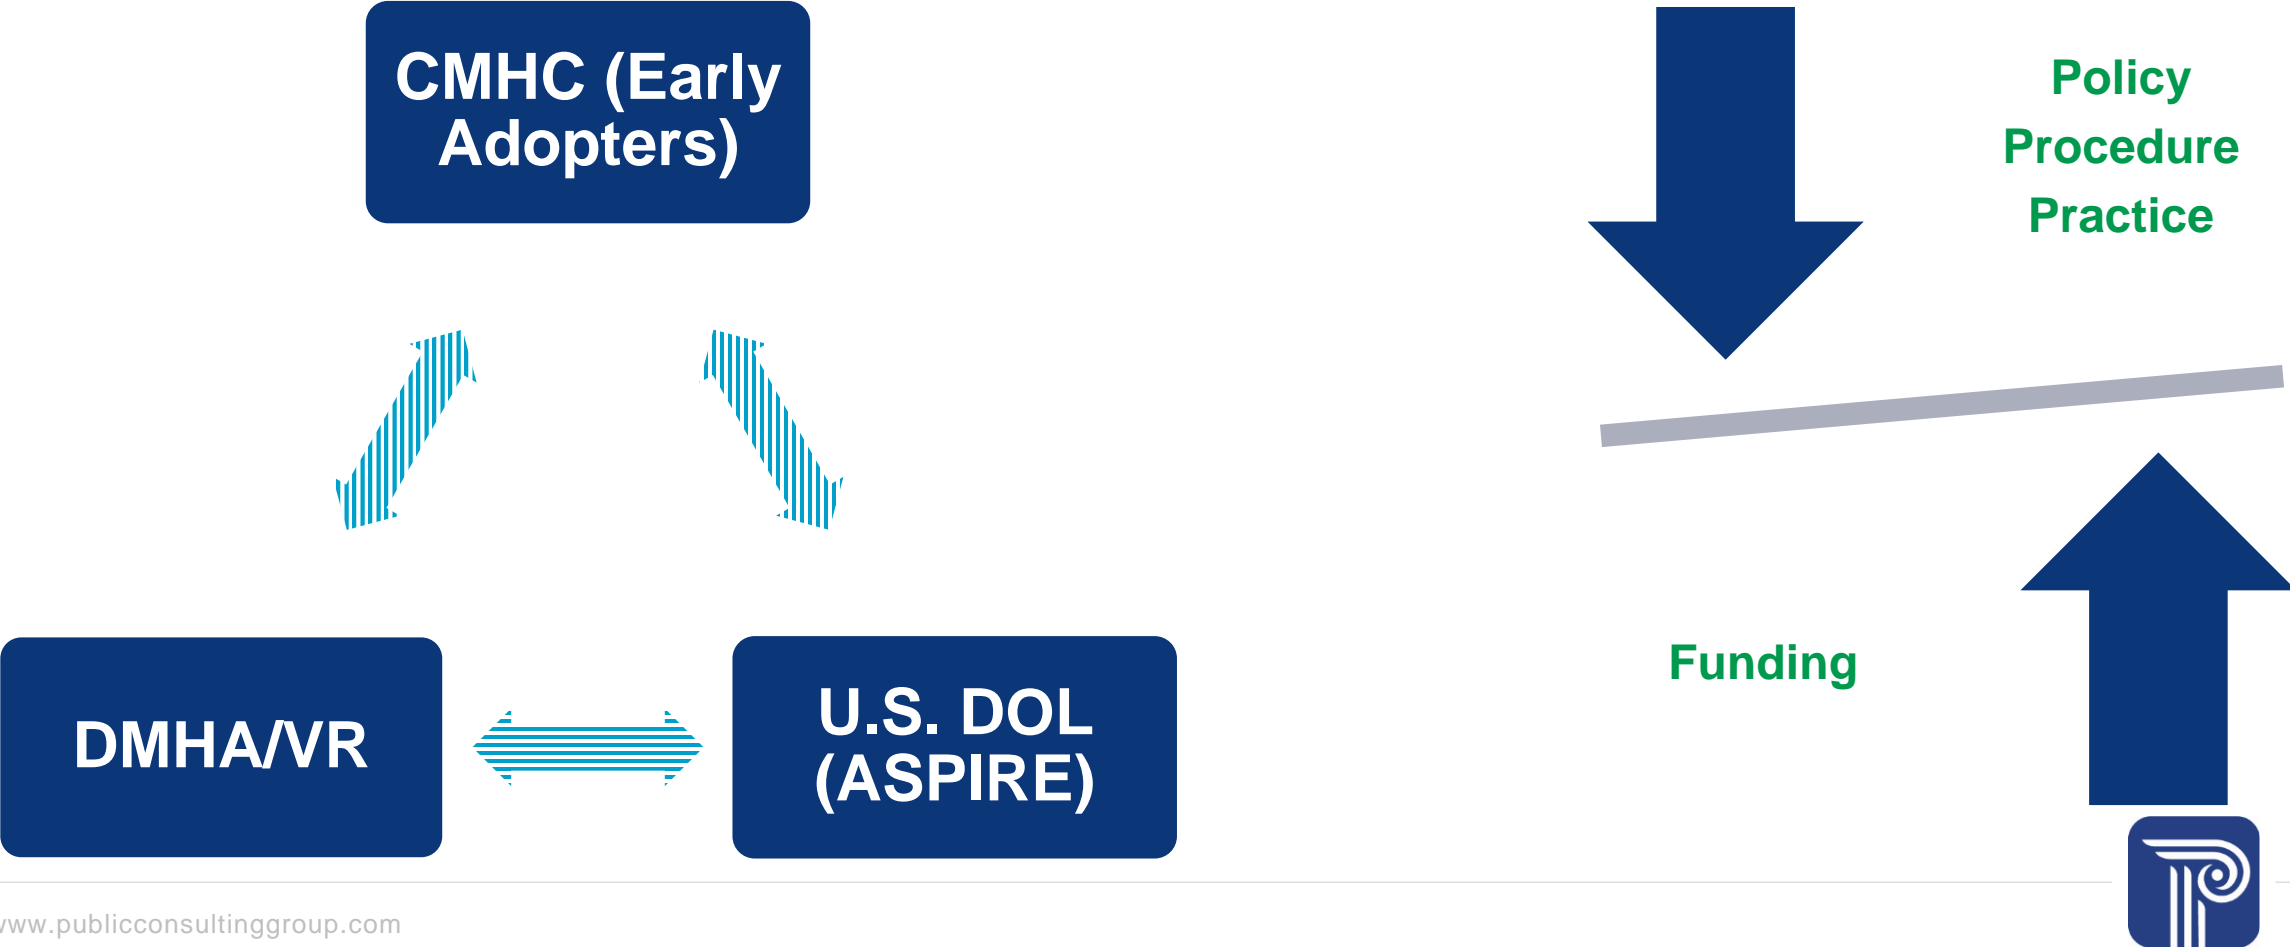 CMHC (Early
Adopters)
DMHA/VR
U.S. DOL
(ASPIRE)
Policy
Procedure
Practice
Funding
www.publicconsultinggroup.com